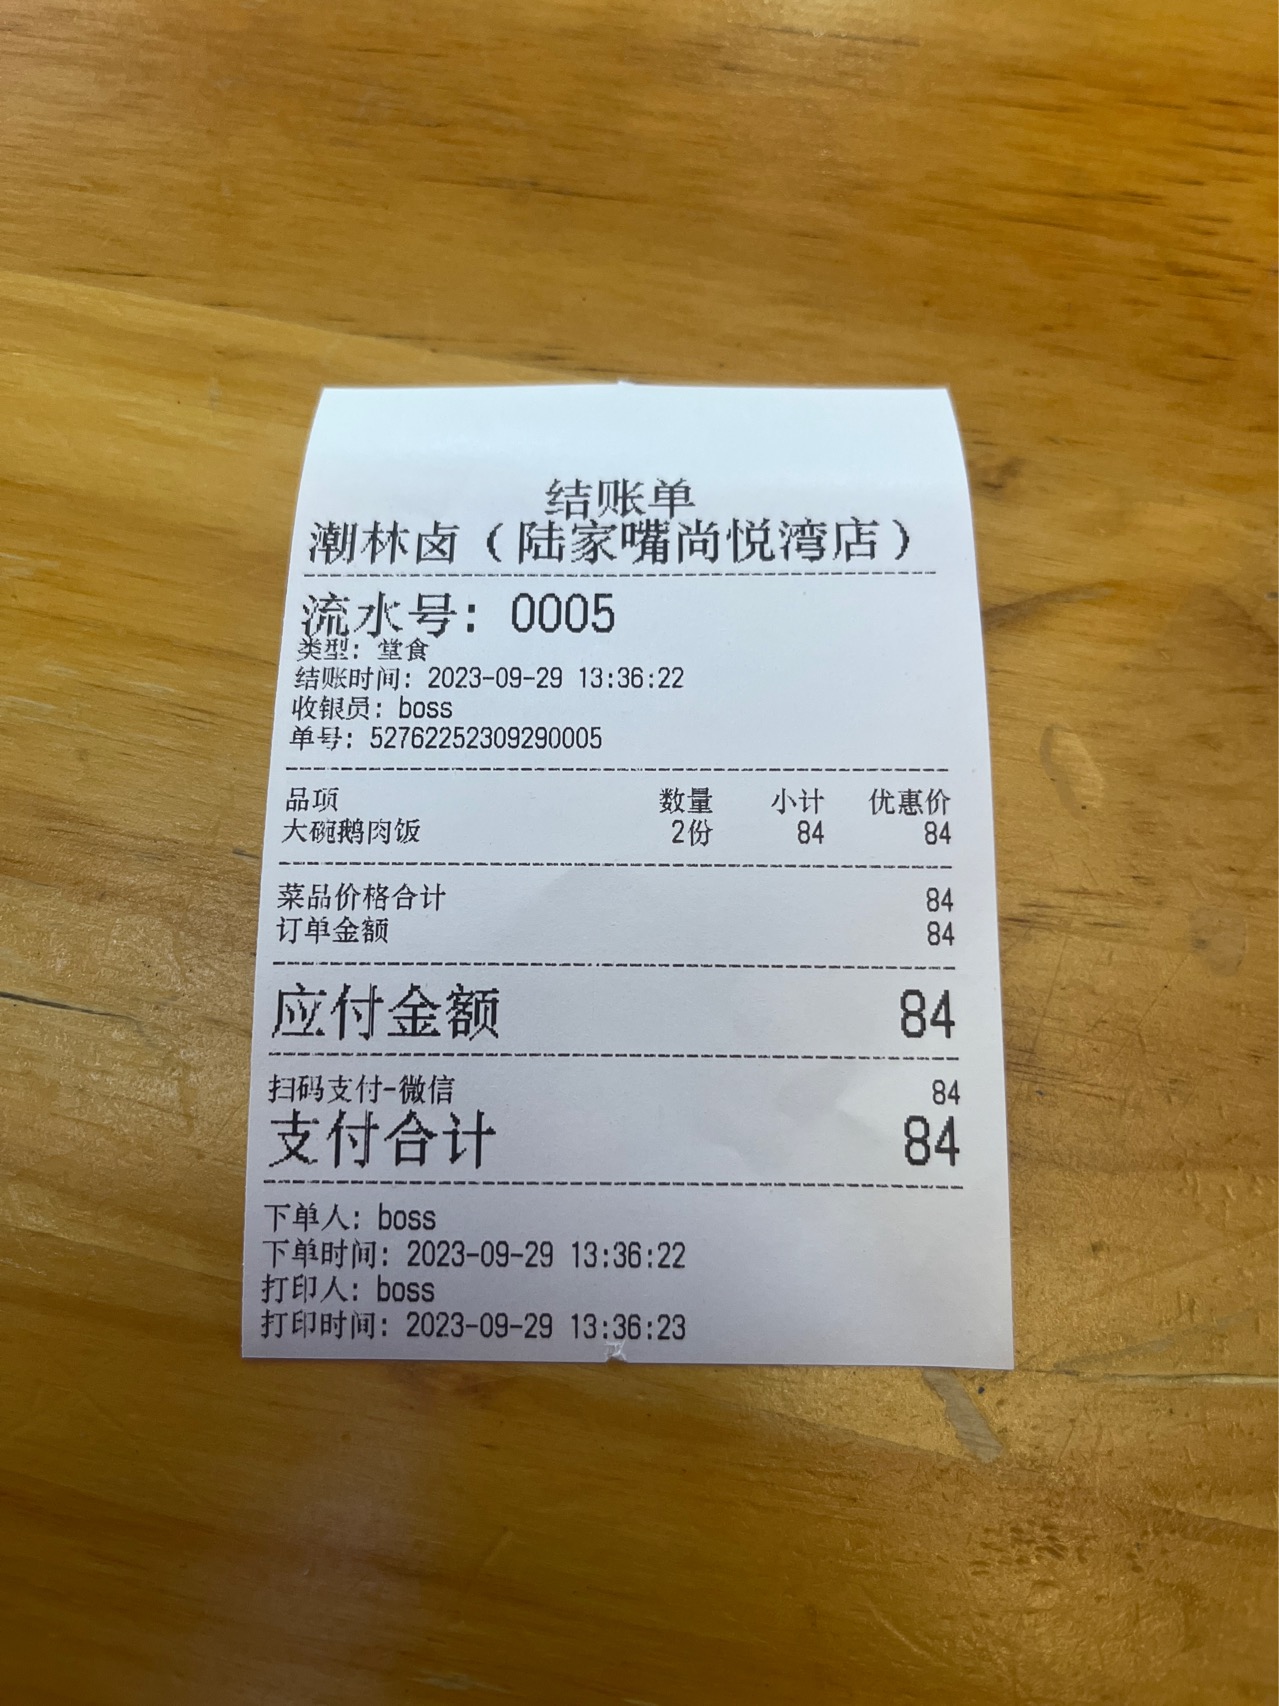 结账单
潮林卤（陆家嘴尚悦湾店）
流水号: 0005
类型: 堂食
结账时间: 2023-09-29 13:36:22
收银员: boss
单号: 52762252309290005
品项 数量 小计 优惠价
大碗鹅肉饭 2份 84 84
菜品价格合计 84
订单金额 84
应付金额 84
扫码支付-微信 84
支付合计 84
下单人: boss
下单时间: 2023-09-29 13:36:22
打印人: boss
打印时间: 2023-09-29 13:36:23